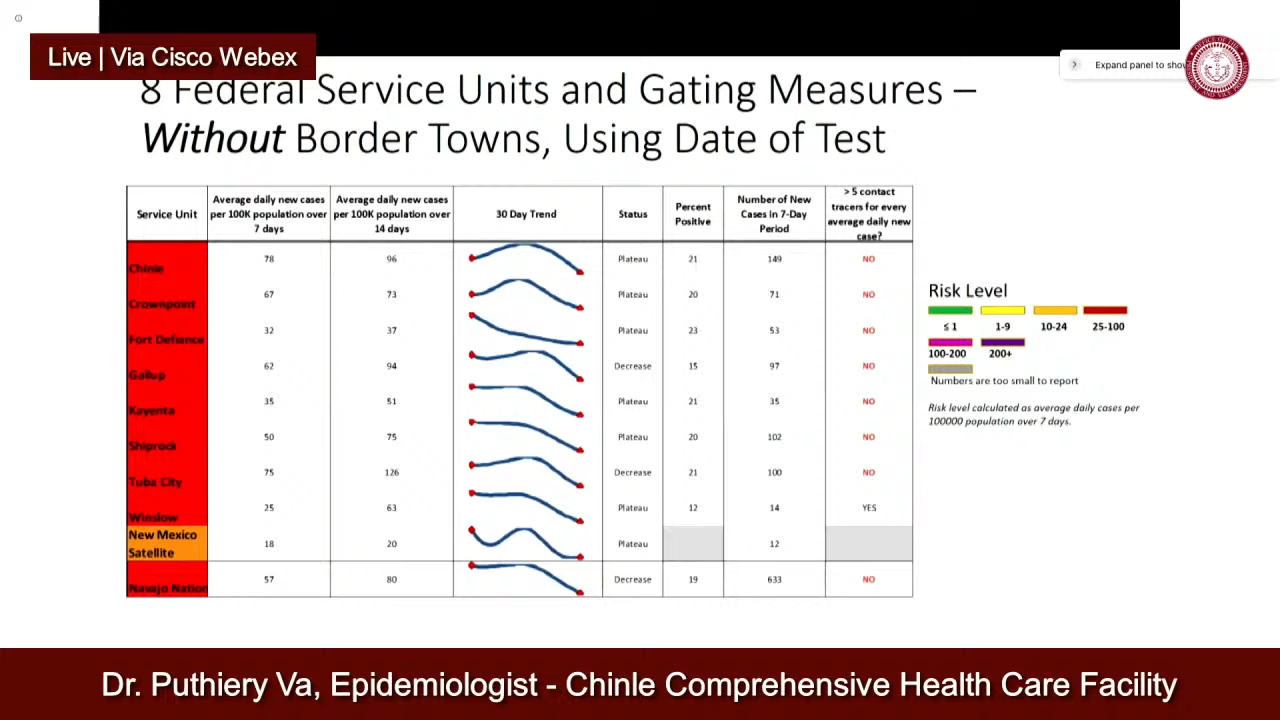 Live | Via Cisco Webex
Expand panel to show
8 Federal Service Units and Gating Measures –
Without Border Towns, Using Date of Test
Service Unit
Average daily new cases
per 100K population over
7 days
Average daily new cases
per 100K population over
14 days
30 Day Trend
Status
Percent
Positive
Number of New
Cases in 7-Day
Period
> 5 contact
tracers for every
average daily new
case?
Chinle 78 96 Plateau 21 149 NO
Crownpoint 67 73 Plateau 20 71 NO
Fort Defiance 32 37 Plateau 23 53 NO
Gallup 62 94 Decrease 15 97 NO
Kayenta 35 51 Plateau 21 35 NO
Shiprock 50 75 Plateau 20 102 NO
Tuba City 75 126 Decrease 21 100 NO
Winslow 25 63 Plateau 12 14 YES
New Mexico
Satellite 18 20 Plateau 12
Navajo Nation 57 80 Decrease 19 633 NO
Risk Level
≤ 1 1-9 10-24 25-100
100-200 200+
Numbers are too small to report
Risk level calculated as average daily cases per
100000 population over 7 days.
Dr. Puthiery Va, Epidemiologist - Chinle Comprehensive Health Care Facility